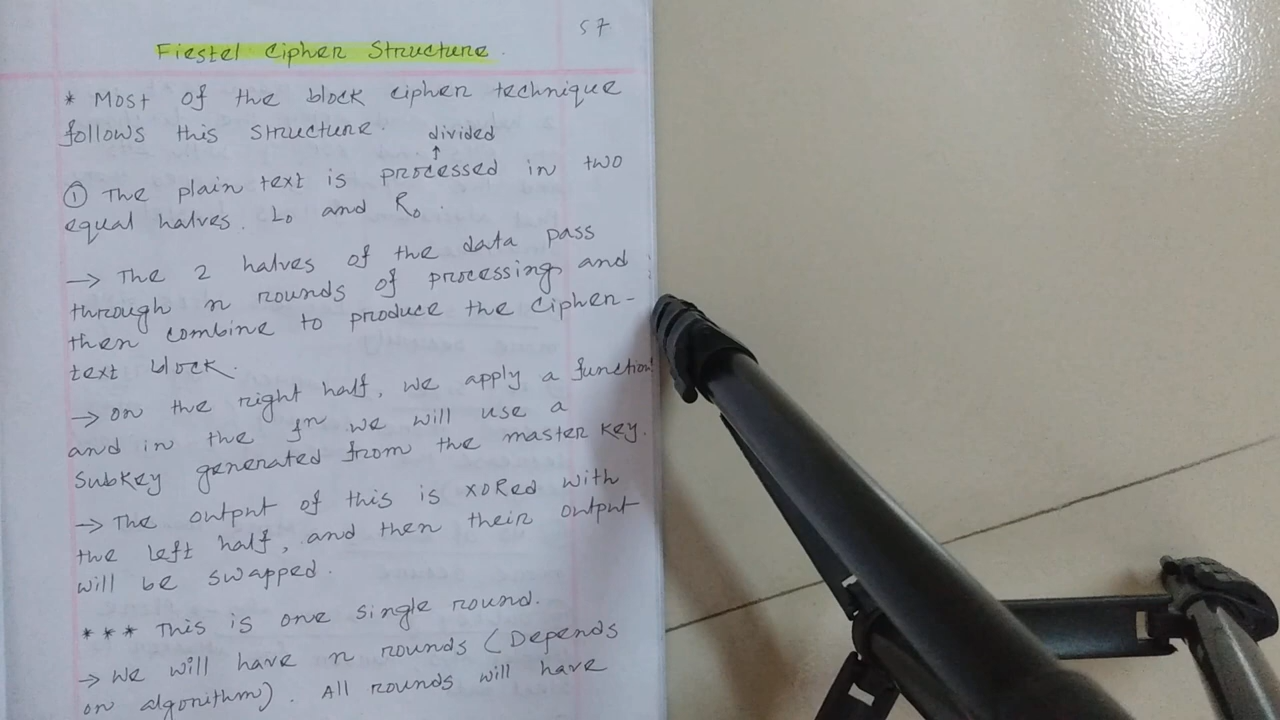 57
Fiestel Cipher Structure.
* Most of the block cipher technique
follows this structure.
divided
↑
① The plain text is processed in two
equal halves. L0 and R0.
→ The 2 halves of the data pass
through n rounds of processing and
then combine to produce the cipher-
text block.
→ on the right half, we apply a function
and in the fn we will use a
subkey generated from the master key.
→ The output of this is XORed with
the left half, and then their output
will be swapped.
*** This is one single round.
→ We will have n rounds (Depends
on algorithm). All rounds will have